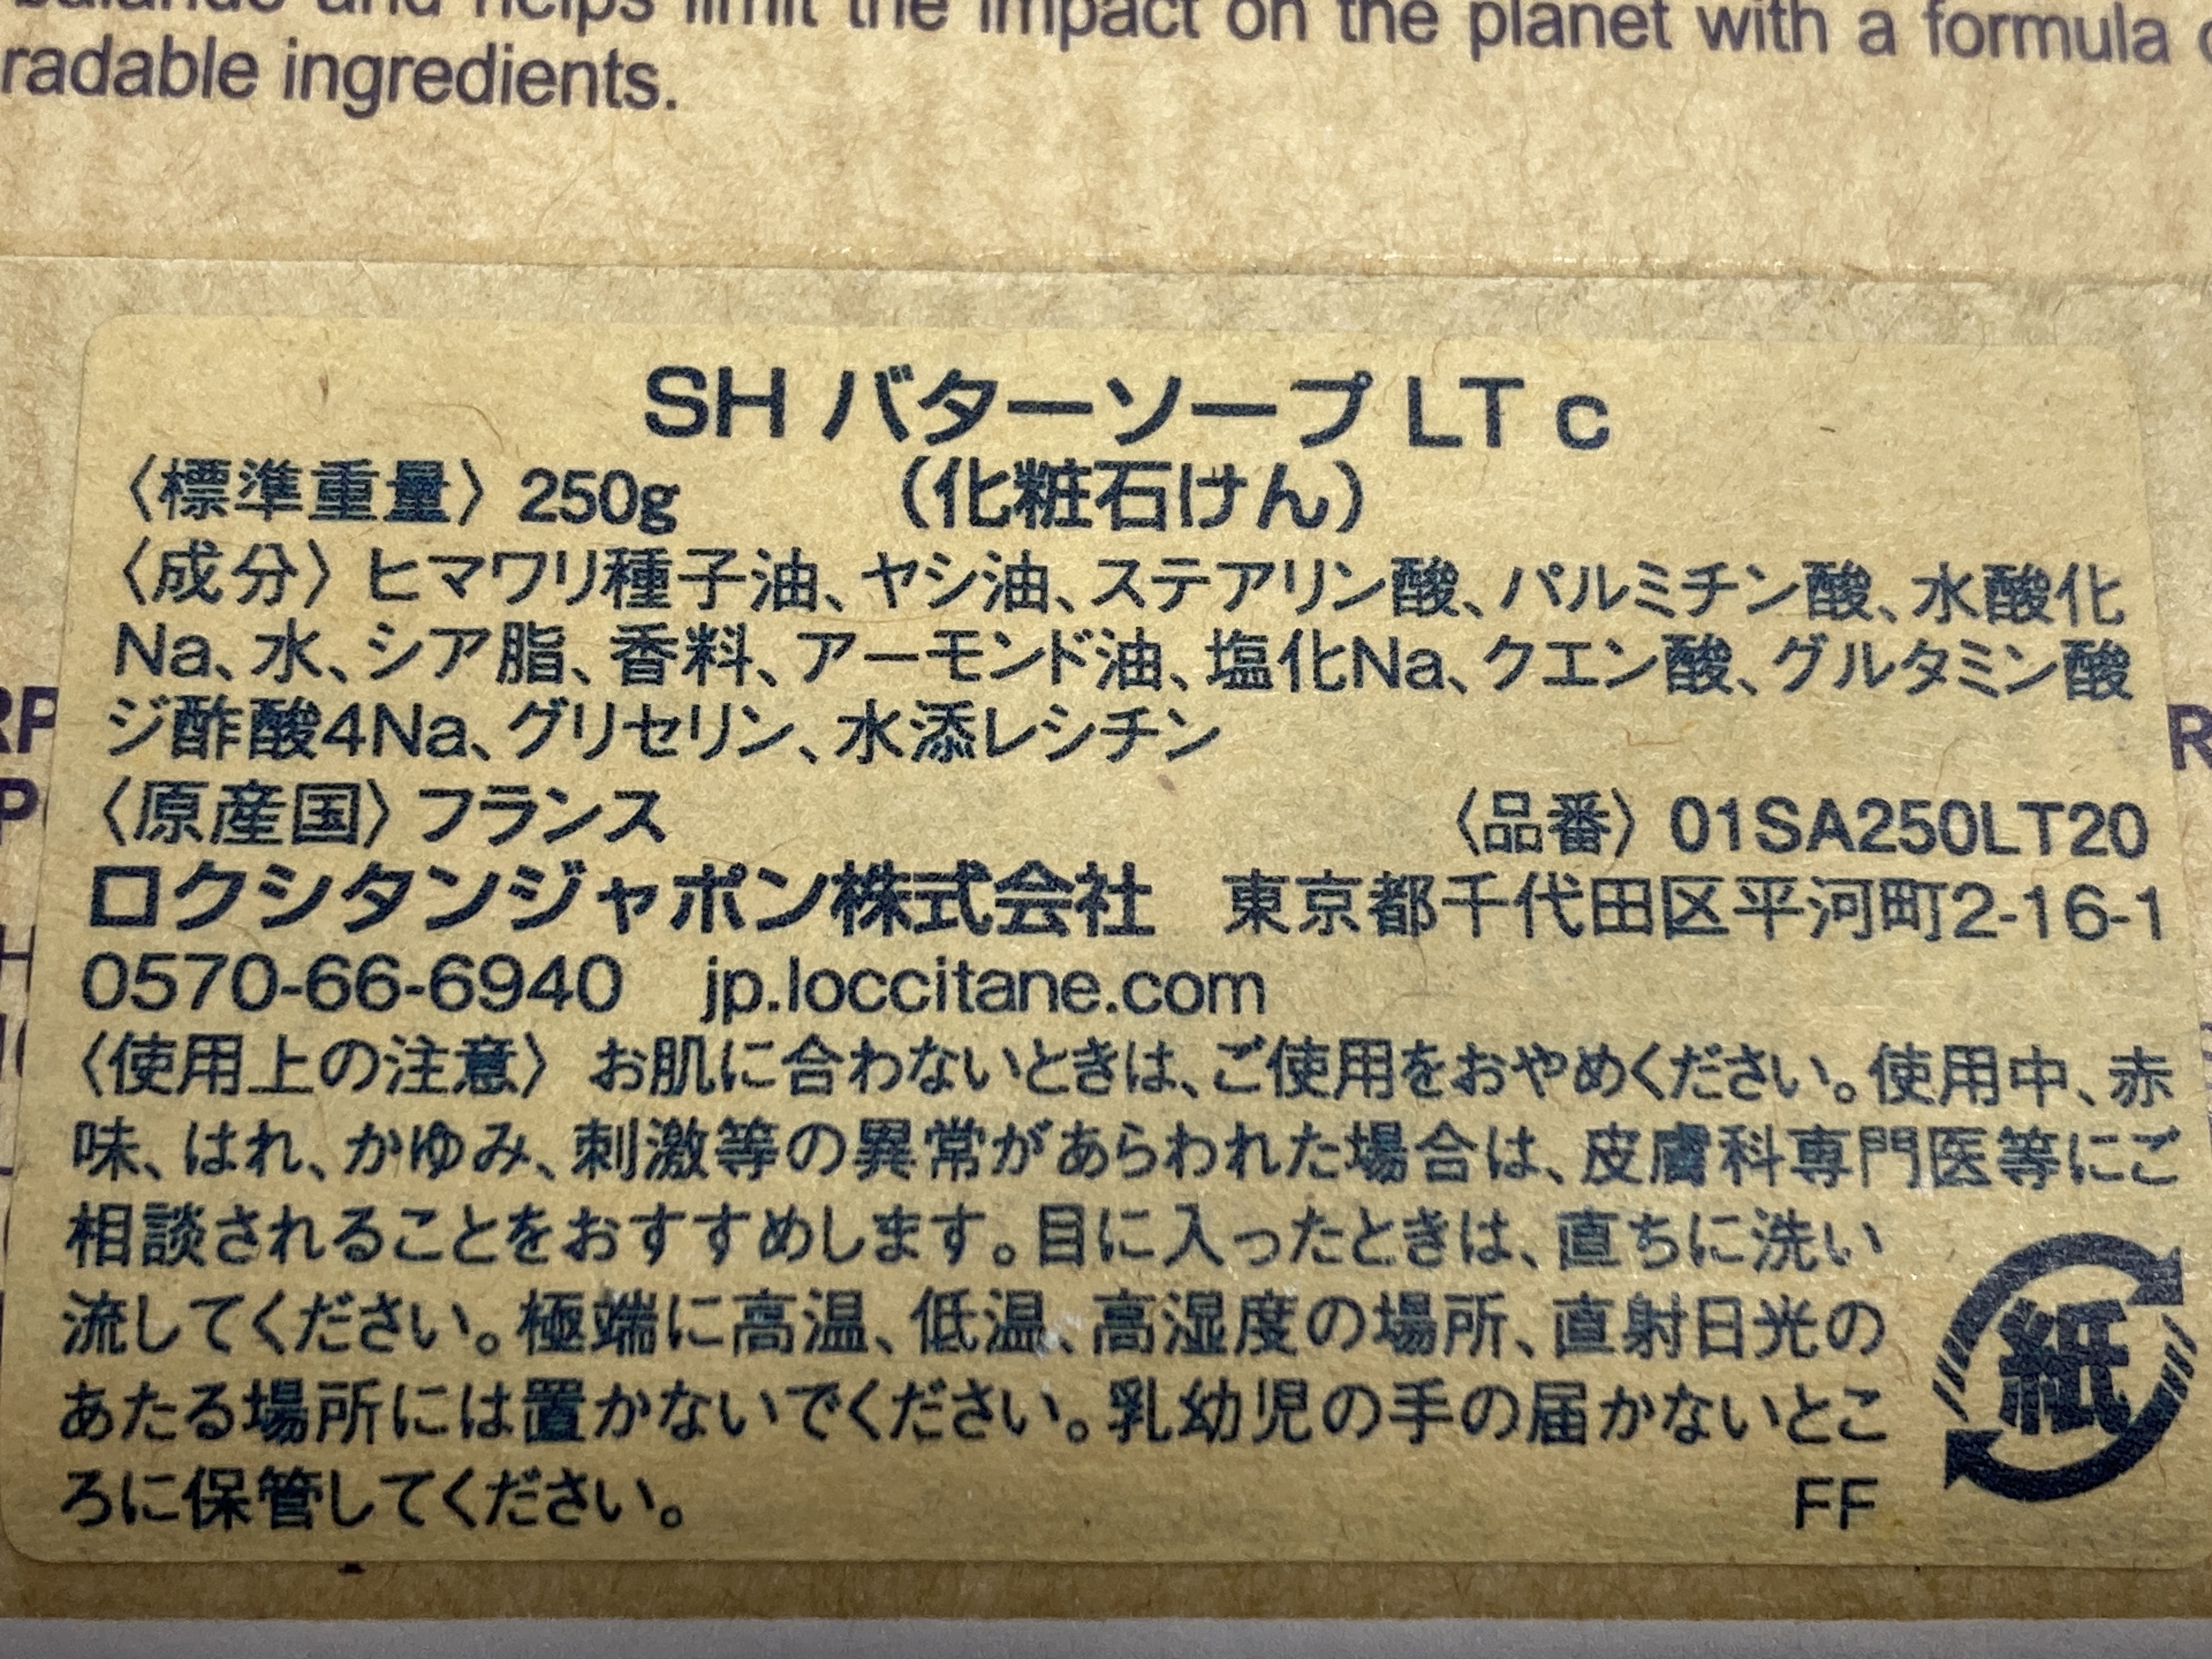 and helps limit the impact on the planet with a formula
radable ingredients.
SH バターソープ LT c
〈標準重量〉 250g （化粧石けん）
〈成分〉 ヒマワリ種子油、ヤシ油、ステアリン酸、パルミチン酸、水酸化
Na、水、シア脂、香料、アーモンド油、塩化Na、クエン酸、グルタミン酸
ジ酢酸4Na、グリセリン、水添レシチン
〈原産国〉 フランス 〈品番〉 01SA250LT20
ロクシタンジャポン株式会社 東京都千代田区平河町2-16-1
0570-66-6940 jp.loccitane.com
〈使用上の注意〉 お肌に合わないときは、ご使用をおやめください。使用中、赤
味、はれ、かゆみ、刺激等の異常があらわれた場合は、皮膚科専門医等にご
相談されることをおすすめします。目に入ったときは、直ちに洗い
流してください。極端に高温、低温、高湿度の場所、直射日光の
あたる場所には置かないでください。乳幼児の手の届かないとこ
ろに保管してください。
紙
FF